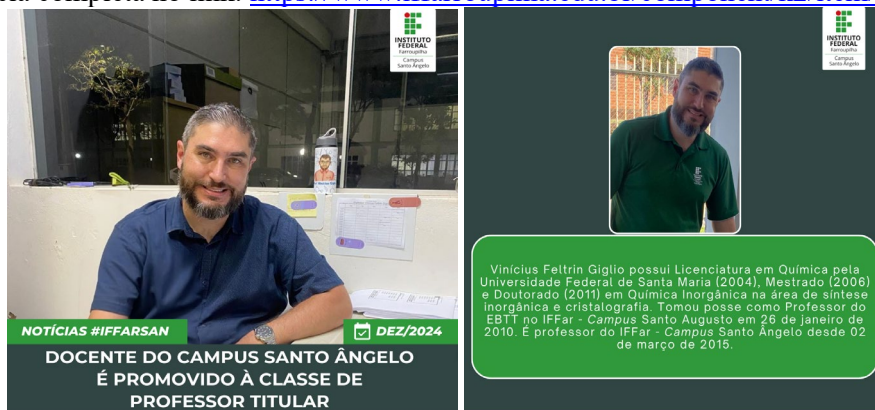 INSTITUTO
FEDERAL
Farroupilha
Campus
Santo Ângelo
NOTÍCIAS #IFFARSAN
DEZ/2024
DOCENTE DO CAMPUS SANTO ÂNGELO
É PROMOVIDO À CLASSE DE
PROFESSOR TITULAR
INSTITUTO
FEDERAL
Farroupilha
Campus
Santo Ângelo
Vinícius Feltrin Giglio possui Licenciatura em Química pela
Universidade Federal de Santa Maria (2004), Mestrado (2006)
e Doutorado (2011) em Química Inorgânica na área de síntese
inorgânica e cristalografia. Tomou posse como Professor do
EBTT no IFFar - Campus Santo Augusto em 26 de janeiro de
2010. É professor do IFFar - Campus Santo Ângelo desde 02
de março de 2015.